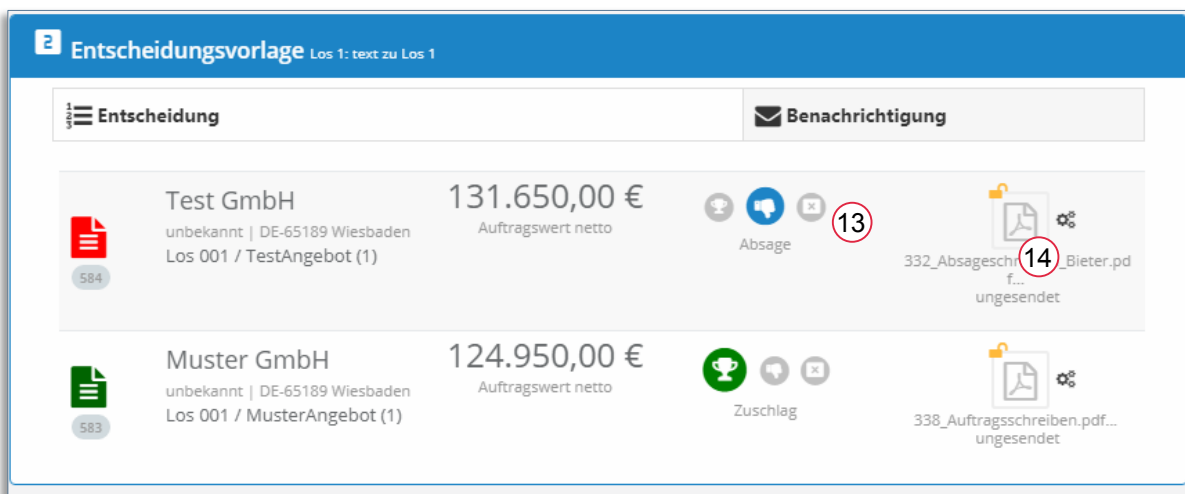 2 Entscheidungsvorlage Los 1: text zu Los 1
Entscheidung
Benachrichtigung
Test GmbH
unbekannt | DE-65189 Wiesbaden
Los 001 / TestAngebot (1)
584
131.650,00 €
Auftragswert netto
Absage
13
14
332_Absageschr
_Bieter.pd
f...
ungesendet
Muster GmbH
unbekannt | DE-65189 Wiesbaden
Los 001 / MusterAngebot (1)
583
124.950,00 €
Auftragswert netto
Zuschlag
338_Auftragsschreiben.pdf...
ungesendet